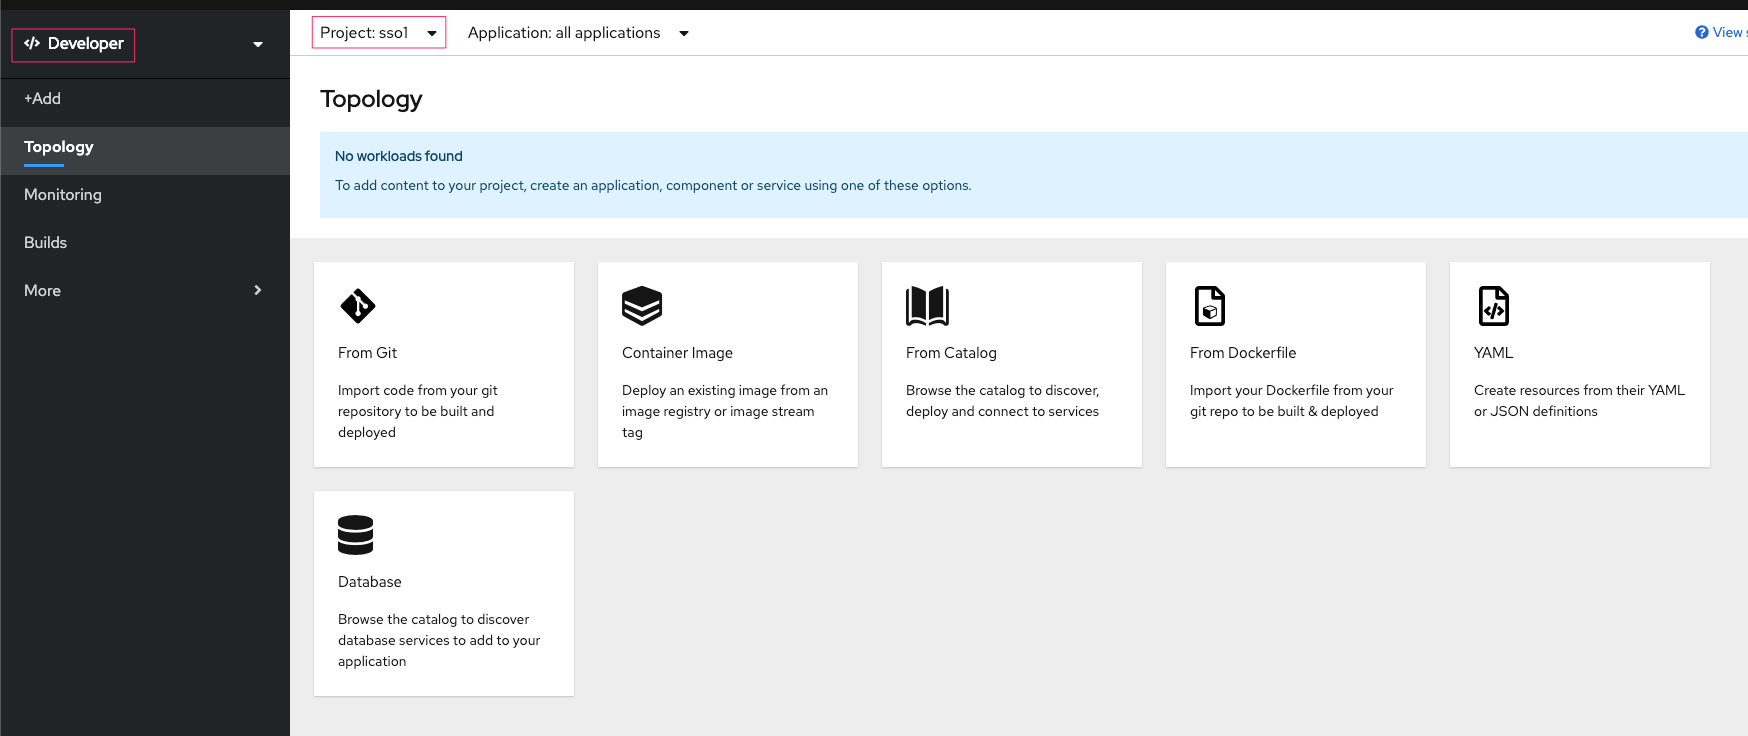 </> Developer
Project: sso1
Application: all applications
View
+Add
Topology
Monitoring
Builds
More
Topology
No workloads found
To add content to your project, create an application, component or service using one of these options.
From Git
Import code from your git
repository to be built and
deployed
Container Image
Deploy an existing image from an
image registry or image stream
tag
From Catalog
Browse the catalog to discover,
deploy and connect to services
From Dockerfile
Import your Dockerfile from your
git repo to be built & deployed
YAML
Create resources from their YAML
or JSON definitions
Database
Browse the catalog to discover
database services to add to your
application